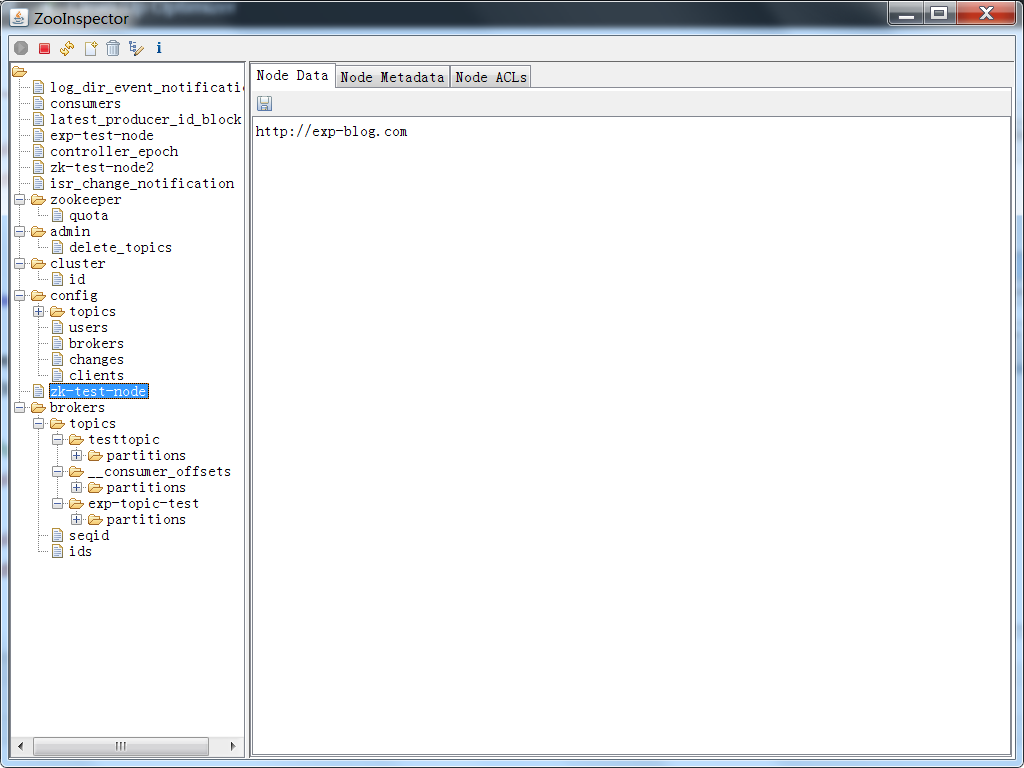 ZooInspector
Node Data
Node Metadata
Node ACLs
log_dir_event_notificati
consumers
latest_producer_id_block
exp-test-node
controller_epoch
zk-test-node2
isr_change_notification
zookeeper
quota
admin
delete_topics
cluster
id
config
topics
users
brokers
changes
clients
zk-test-node
brokers
topics
testtopic
partitions
__consumer_offsets
partitions
exp-topic-test
partitions
seqid
ids
http://exp-blog.com